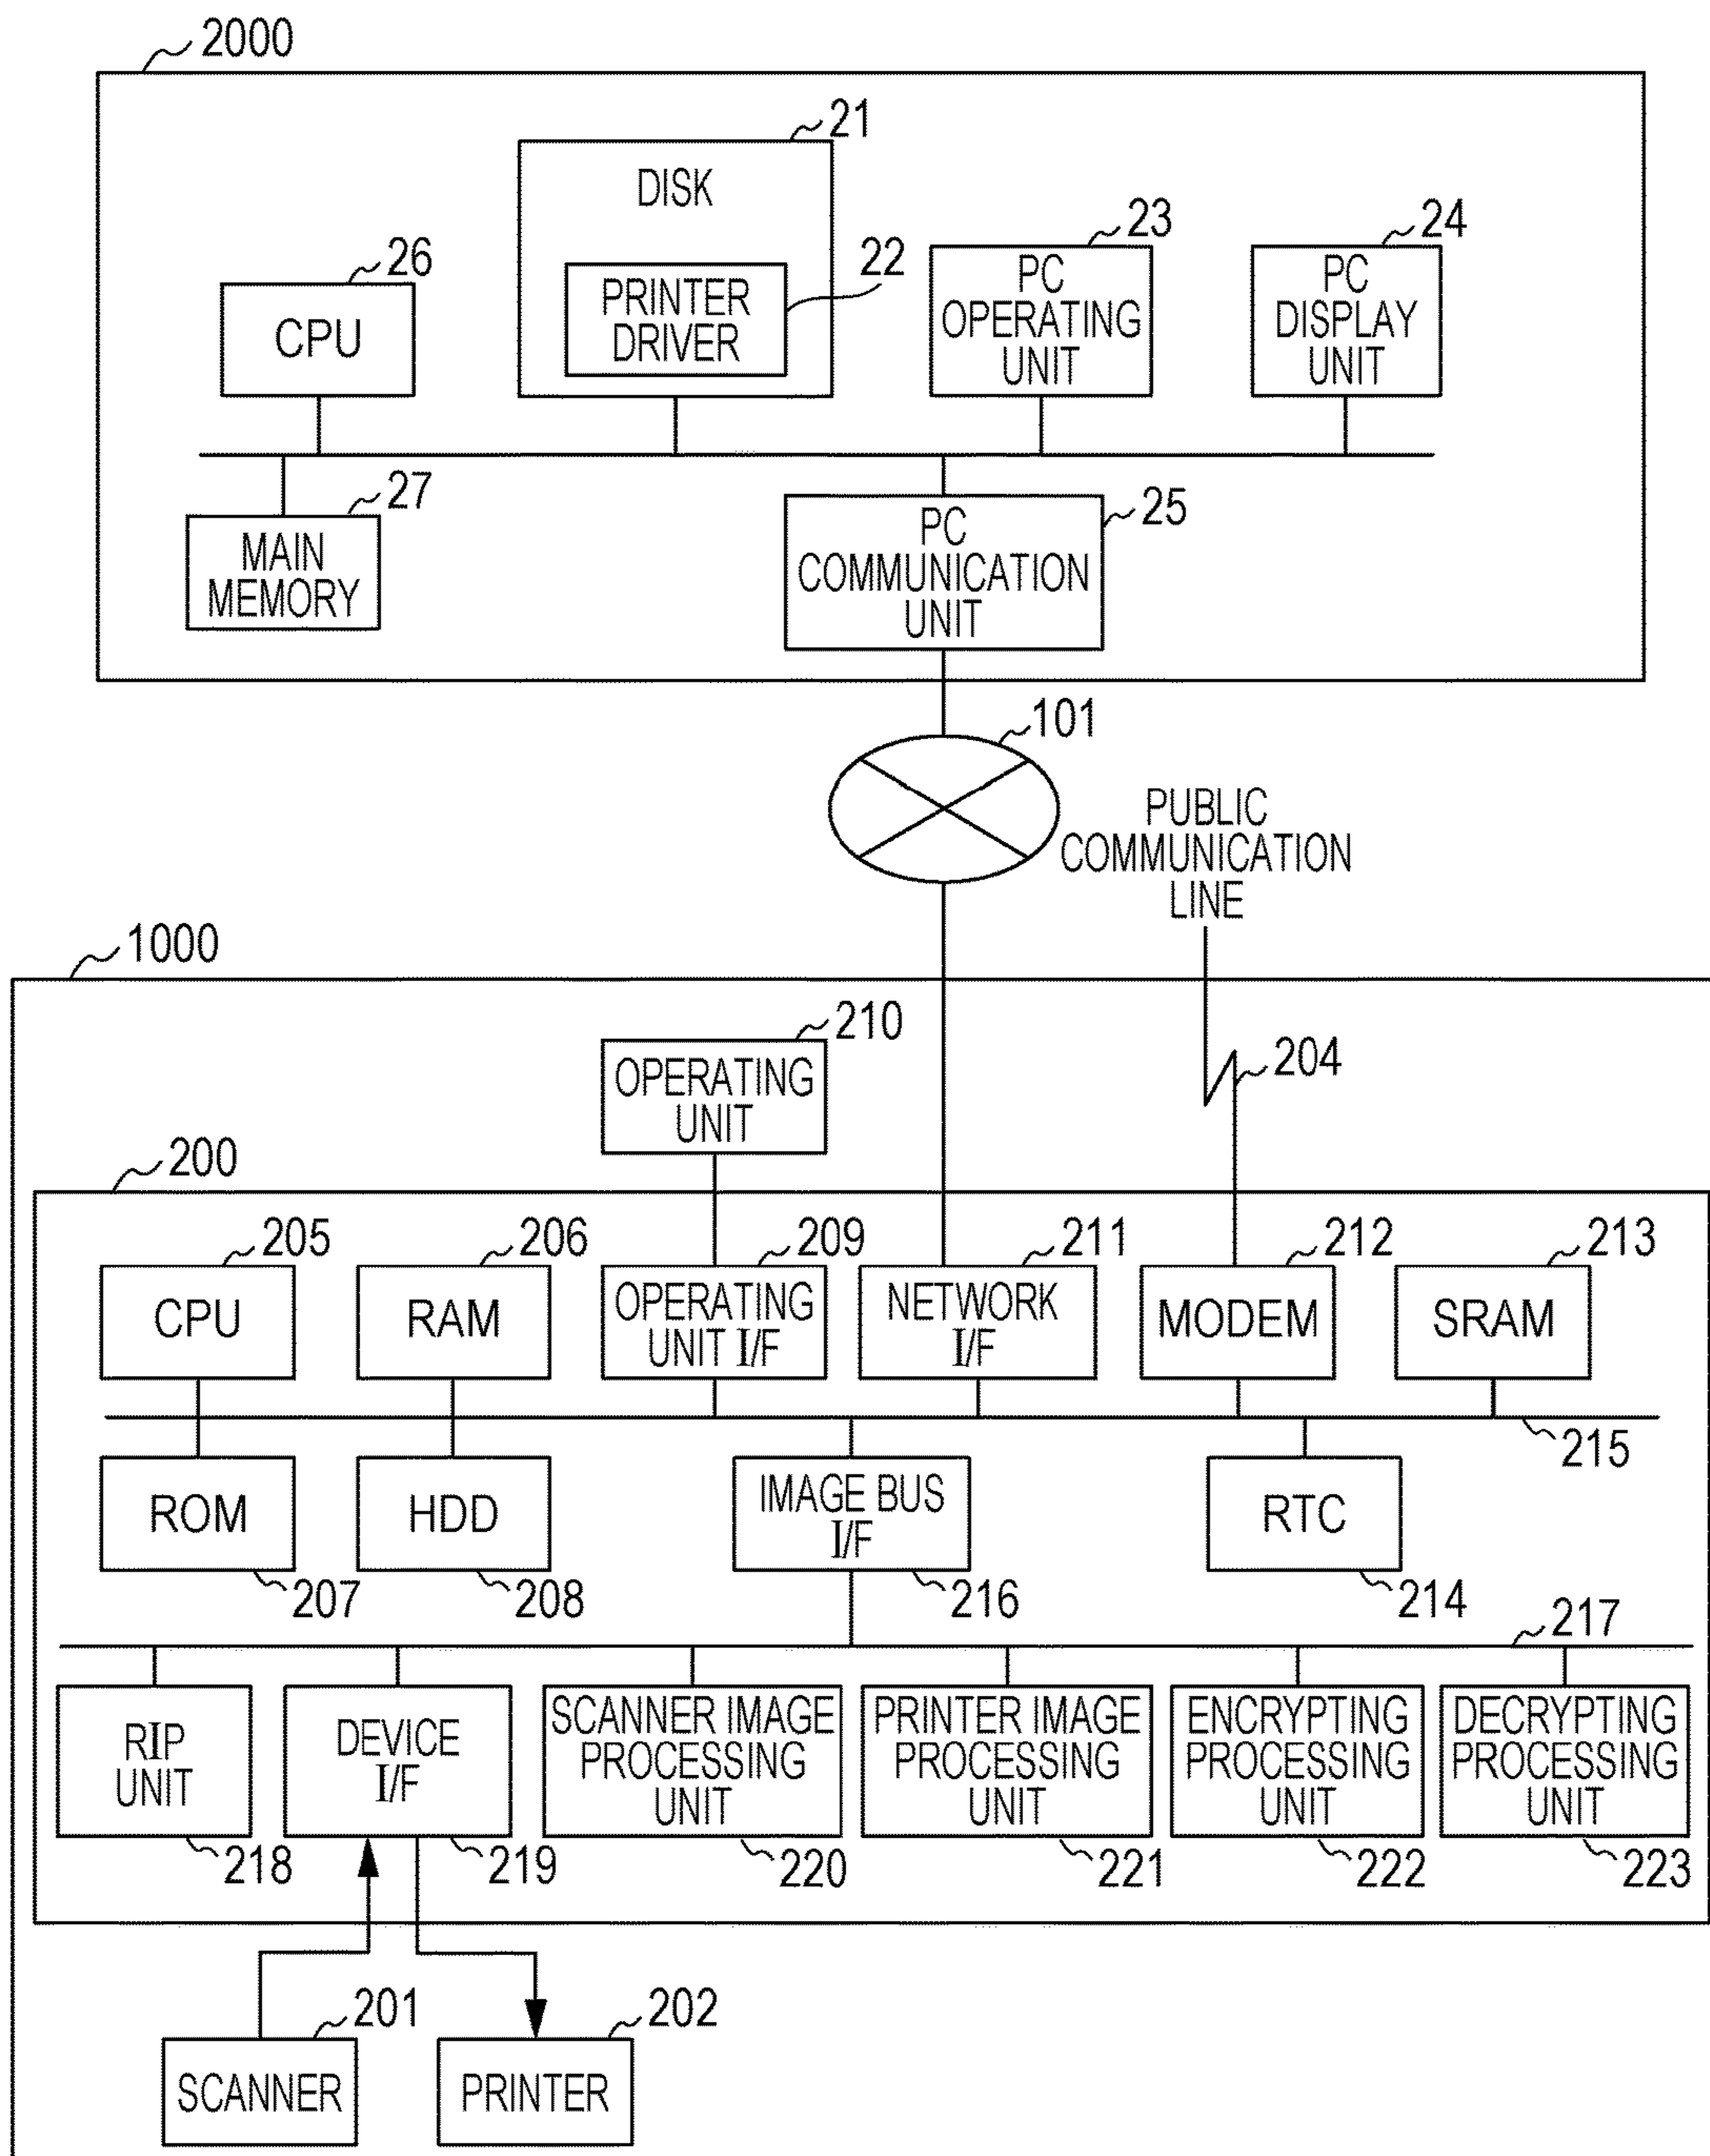 2000
21
DISK
23
24
26
22
PRINTER
DRIVER
PC
OPERATING
UNIT
PC
DISPLAY
UNIT
CPU
27
MAIN
MEMORY
25
PC
COMMUNICATION
UNIT
101
PUBLIC
COMMUNICATION
LINE
1000
210
OPERATING
UNIT
204
200
205
206
209
211
212
213
CPU
RAM
OPERATING
UNIT I/F
NETWORK
I/F
MODEM
SRAM
215
ROM
HDD
IMAGE BUS
I/F
RTC
207
208
216
214
217
RIP
UNIT
DEVICE
I/F
SCANNER IMAGE
PROCESSING
UNIT
PRINTER IMAGE
PROCESSING
UNIT
ENCRYPTING
PROCESSING
UNIT
DECRYPTING
PROCESSING
UNIT
218
219
220
221
222
223
201
202
SCANNER
PRINTER